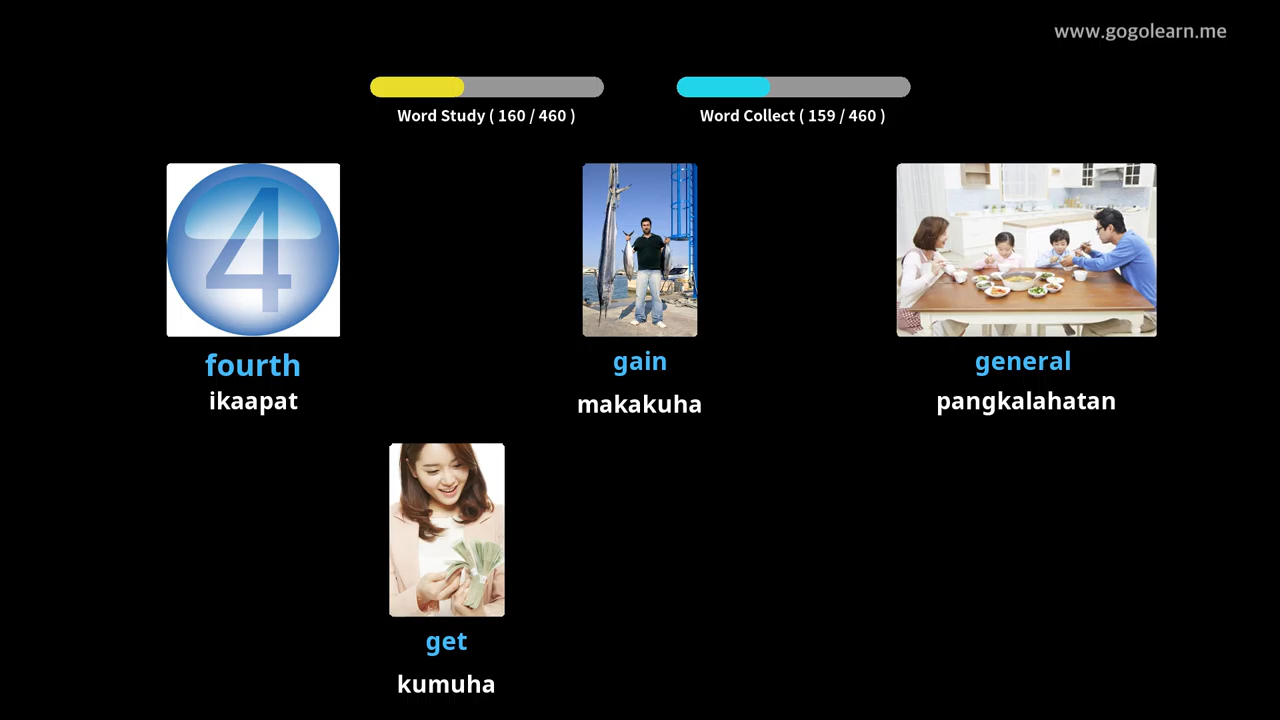 www.gogolearn.me
Word Study ( 160 / 460 )
Word Collect ( 159 / 460 )
4
fourth
ikaapat
gain
makakuha
general
pangkalahatan
get
kumuha